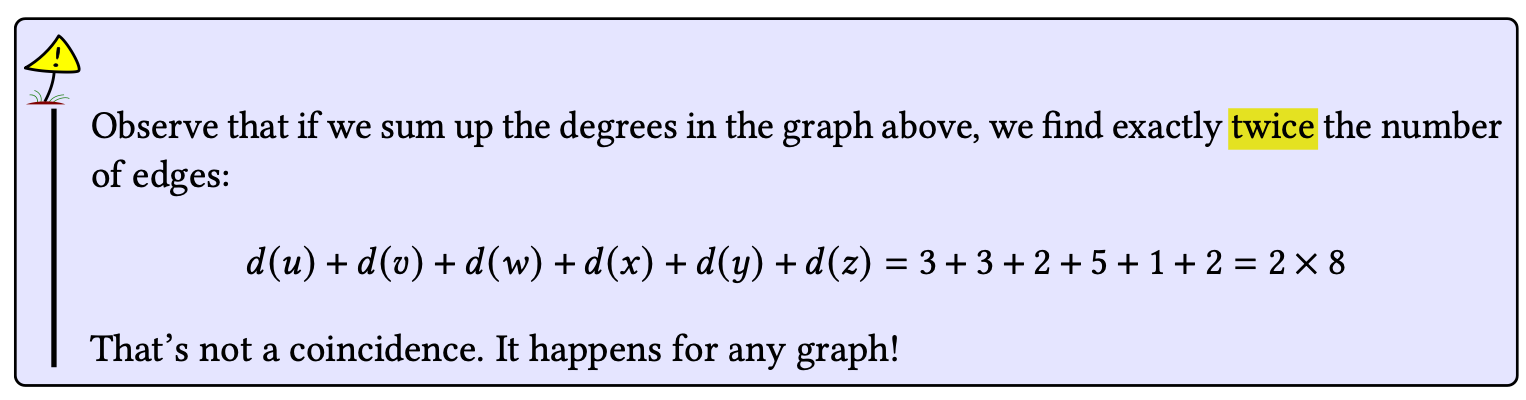 !
Observe that if we sum up the degrees in the graph above, we find exactly twice the number
of edges:
d(u) + d(v) + d(w) + d(x) + d(y) + d(z) = 3 + 3 + 2 + 5 + 1 + 2 = 2 × 8
That’s not a coincidence. It happens for any graph!